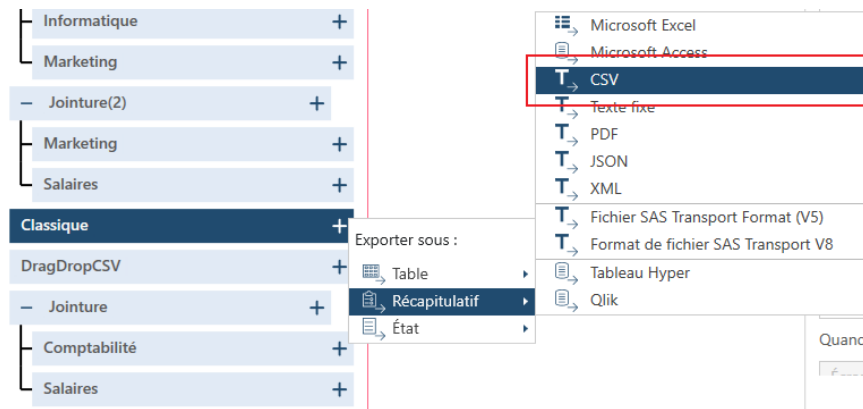 Informatique
Marketing
Jointure(2)
Marketing
Salaires
Classique
DragDropCSV
Jointure
Comptabilité
Salaires
Exporter sous :
Table
Récapitulatif
État
Microsoft Excel
Microsoft Access
CSV
Texte fixe
PDF
JSON
XML
Fichier SAS Transport Format (V5)
Format de fichier SAS Transport V8
Tableau Hyper
Qlik